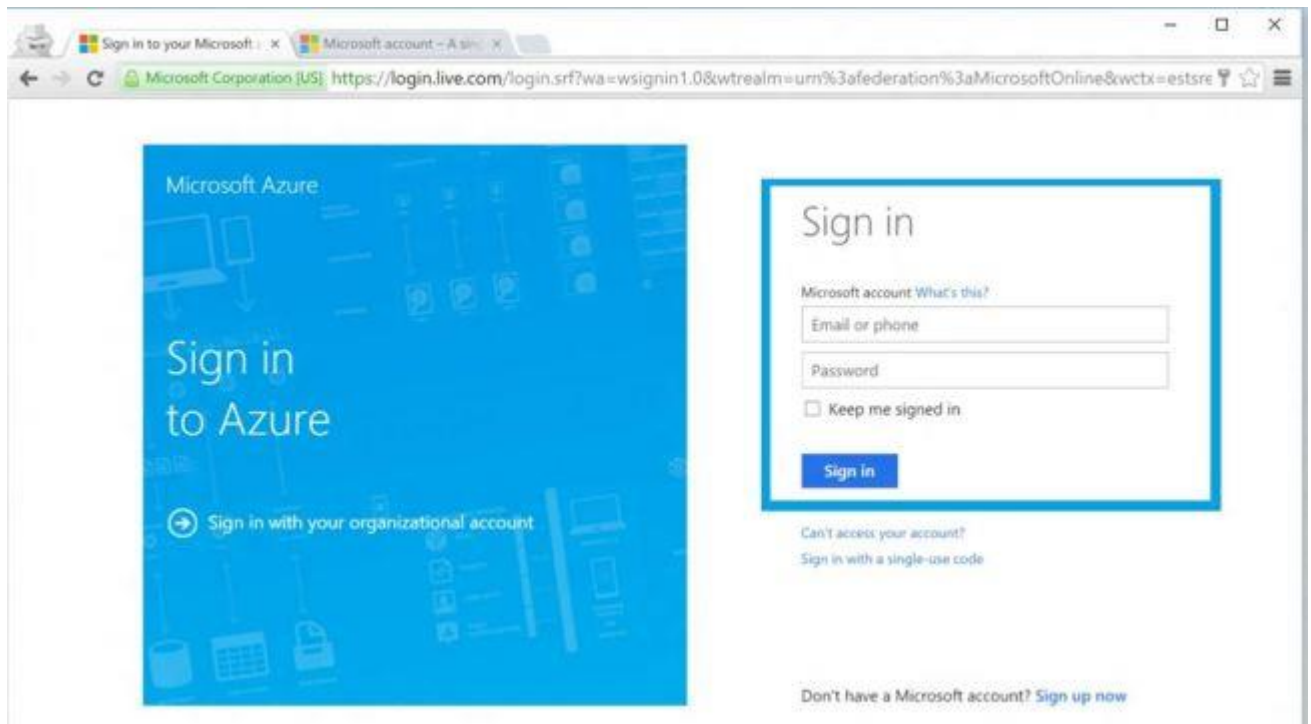 Sign in to your Microsoft
Microsoft account – A
Microsoft Corporation [US] https://login.live.com/login.srf?wa=wsignin1.0&wtrealm=urn%3afederation%3aMicrosoftOnline&wctx=estsre
Microsoft Azure
Sign in
to Azure
Sign in with your organizational account
Sign in
Microsoft account What's this?
Email or phone
Password
Keep me signed in
Sign in
Can't access your account?
Sign in with a single-use code
Don't have a Microsoft account? Sign up now